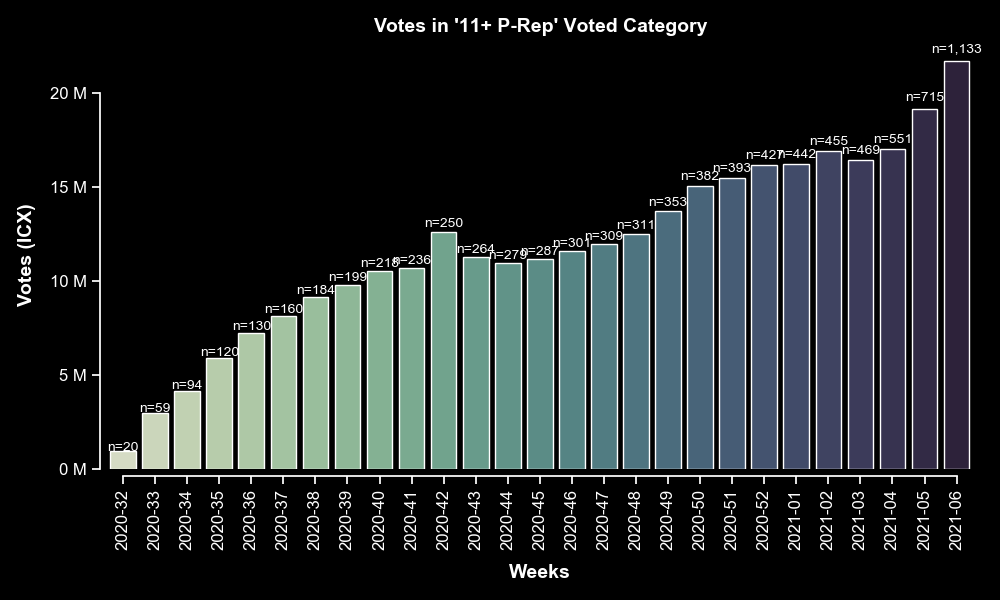 Votes in '11+ P-Rep' Voted Category
Votes (ICX)
20 M
15 M
10 M
5 M
0 M
n=20
n=59
n=94
n=120
n=130
n=160
n=184
n=199
n=218
n=236
n=250
n=264
n=279
n=287
n=301
n=309
n=311
n=353
n=382
n=393
n=427
n=442
n=455
n=469
n=551
n=715
n=1,133
2020-32
2020-33
2020-34
2020-35
2020-36
2020-37
2020-38
2020-39
2020-40
2020-41
2020-42
2020-43
2020-44
2020-45
2020-46
2020-47
2020-48
2020-49
2020-50
2020-51
2020-52
2021-01
2021-02
2021-03
2021-04
2021-05
2021-06
Weeks